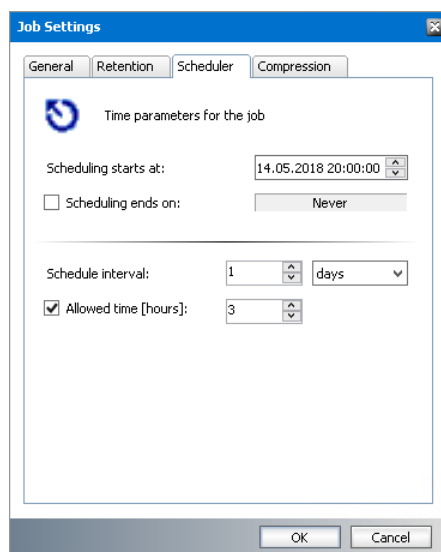 Job Settings
General Retention Scheduler Compression
Time parameters for the job
Scheduling starts at: 14.05.2018 20:00:00
Scheduling ends on: Never
Schedule interval: 1 days
Allowed time [hours]: 3
OK Cancel